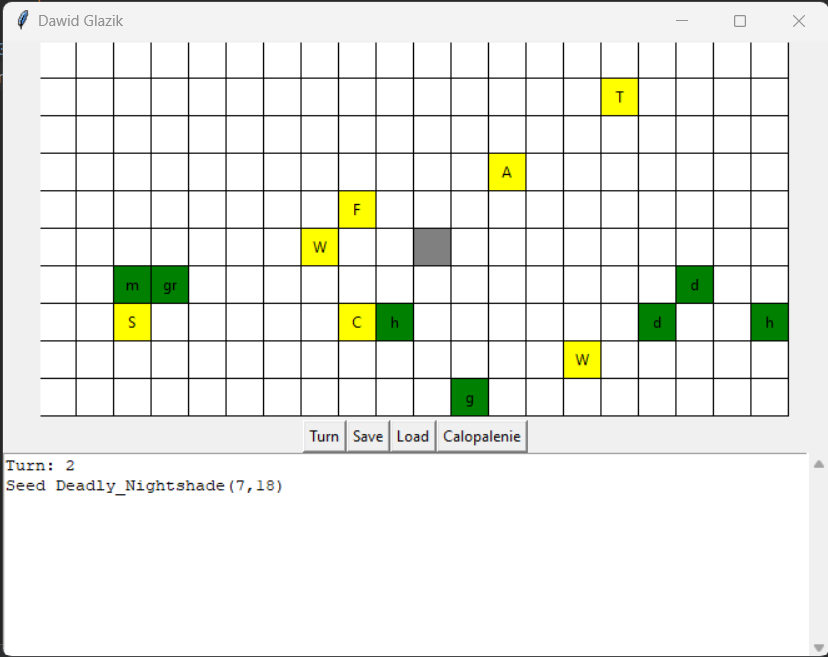 Dawid Glazik
T
A
F
W
m gr d
S C h d h
W
g
Turn Save Load Calopalenie
Turn: 2
Seed Deadly_Nightshade(7,18)